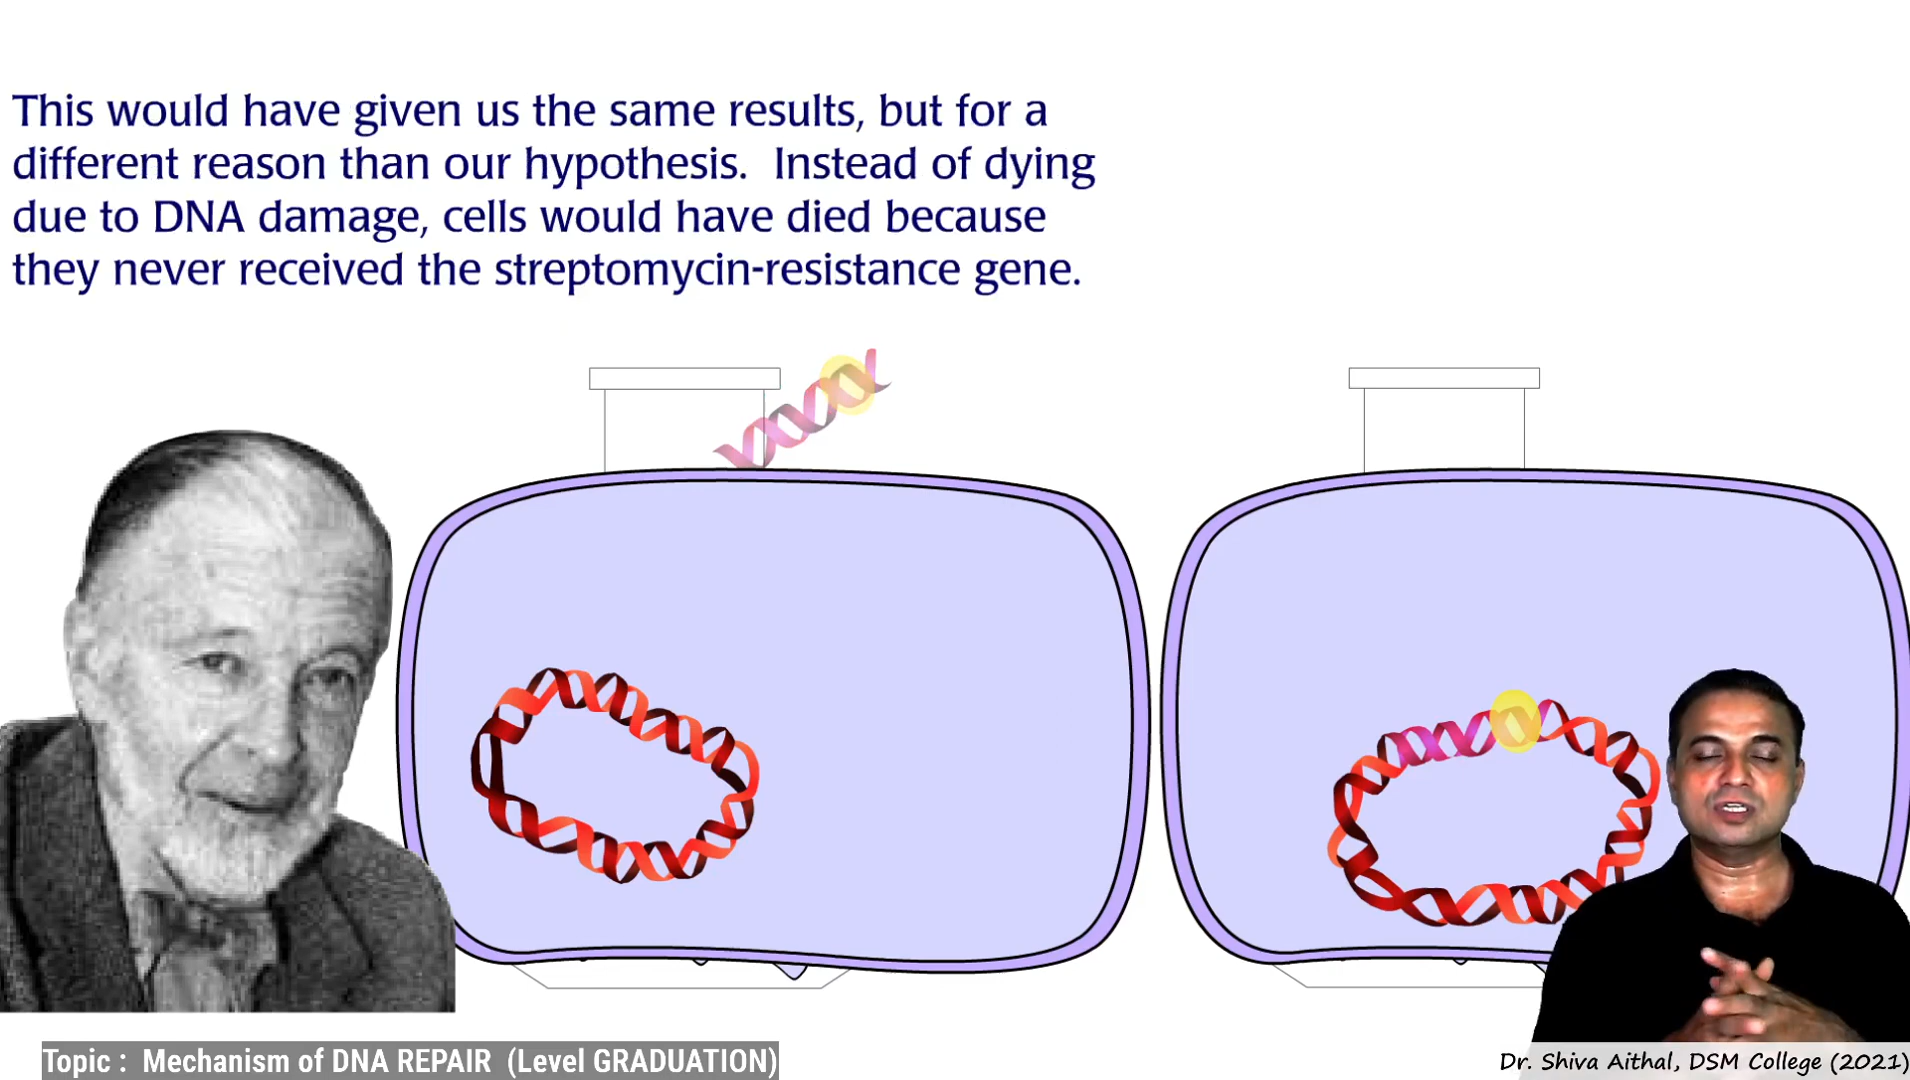 This would have given us the same results, but for a
different reason than our hypothesis. Instead of dying
due to DNA damage, cells would have died because
they never received the streptomycin-resistance gene.
Topic : Mechanism of DNA REPAIR (Level GRADUATION)
Dr. Shiva Aithal, DSM College (2021)